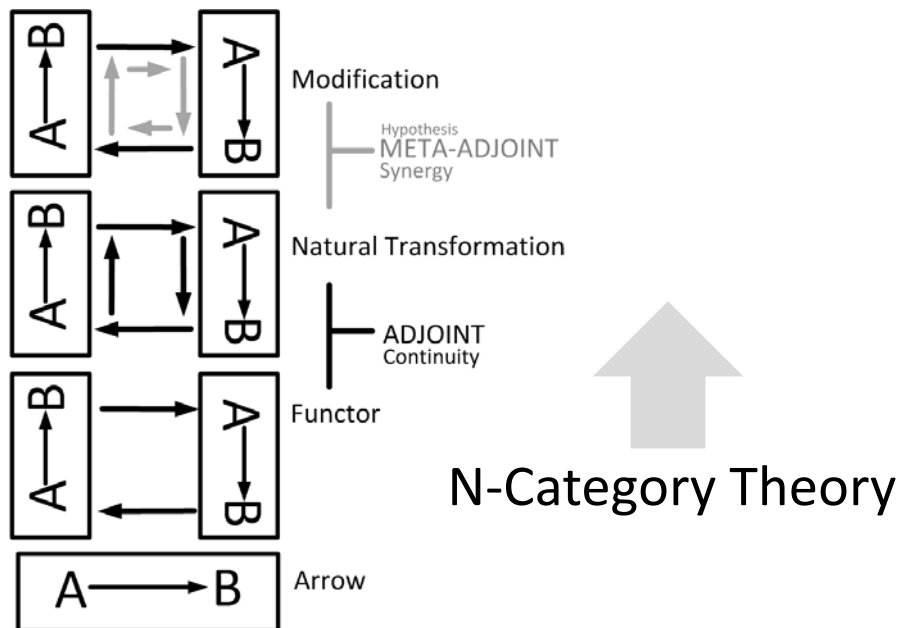 B
A
A
B
Modification
Hypothesis
META-ADJOINT
Synergy
B
A
A
B
Natural Transformation
ADJOINT
Continuity
B
A
A
B
Functor
N-Category Theory
A B
Arrow